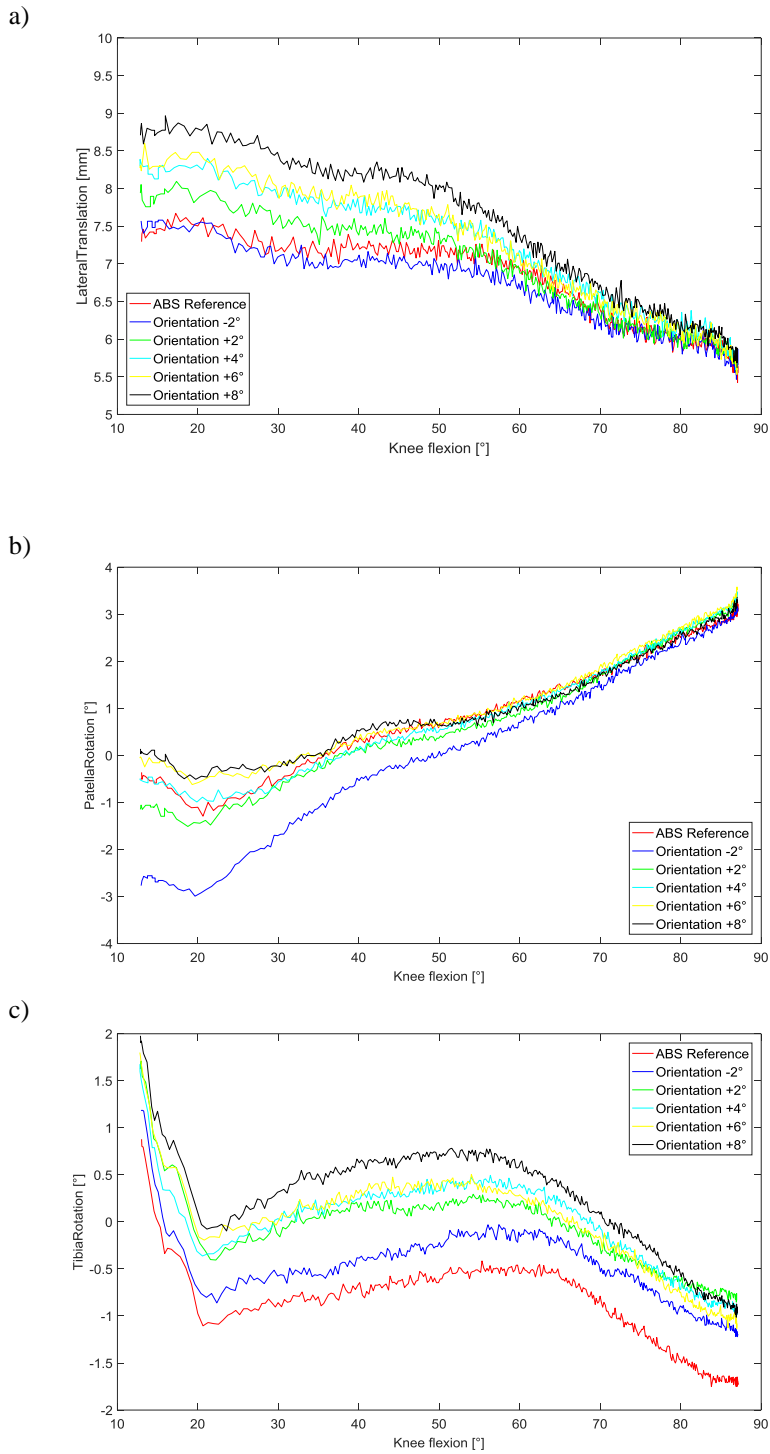 a)
10
9.5
9
8.5
8
7.5
7
6.5
6
5.5
5
LateralTranslation [mm]
ABS Reference
Orientation -2°
Orientation +2°
Orientation +4°
Orientation +6°
Orientation +8°
10 20 30 40 50 60 70 80 90
Knee flexion [°]
b)
4
3
2
1
0
-1
-2
-3
-4
PatellaRotation [°]
ABS Reference
Orientation -2°
Orientation +2°
Orientation +4°
Orientation +6°
Orientation +8°
10 20 30 40 50 60 70 80 90
Knee flexion [°]
c)
2
1.5
1
0.5
0
-0.5
-1
-1.5
-2
TibiaRotation [°]
ABS Reference
Orientation -2°
Orientation +2°
Orientation +4°
Orientation +6°
Orientation +8°
10 20 30 40 50 60 70 80 90
Knee flexion [°]